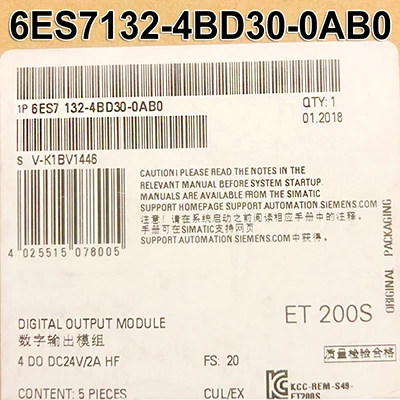 6ES7132-4BD30-0AB0
1P 6ES7 132-4BD30-0AB0
QTY: 1
01.2018
S V-K1BV1446
CAUTION ! PLEASE READ THE NOTES IN THE
RELEVANT MANUAL BEFORE SYSTEM STARTUP.
MANUALS ARE AVAILABLE FROM THE SIMATIC
SUPPORT HOMEPAGE SUPPORT.AUTOMATION.SIEMENS.COM
注意! 请在系统启动之前阅读相应手册中的注释。
手册可在SIMATIC支持网页
SUPPORT.AUTOMATION.SIEMENS.COM中获得。
4 025515 078005
ORIGINAL PACKAGING
DIGITAL OUTPUT MODULE
数字输出模组
4 DO DC24V/2A HF
ET 200S
FS: 20
质量检验合格
CONTENT: 5 PIECES
CUL/EX
KCC-REM-S49-
ET200S